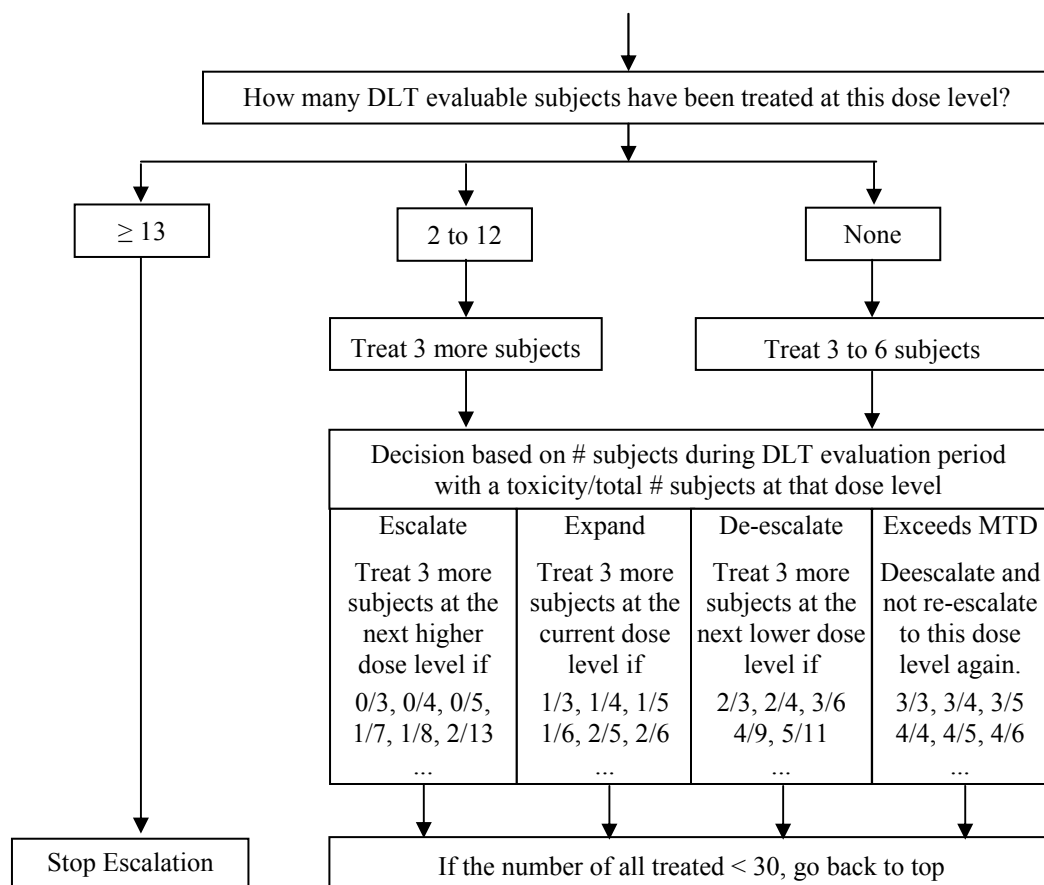 How many DLT evaluable subjects have been treated at this dose level?
≥ 13
2 to 12
None
Treat 3 more subjects
Treat 3 to 6 subjects
Decision based on # subjects during DLT evaluation period
with a toxicity/total # subjects at that dose level
Escalate
Treat 3 more
subjects at the
next higher
dose level if
0/3, 0/4, 0/5,
1/7, 1/8, 2/13
...
Expand
Treat 3 more
subjects at the
current dose
level if
1/3, 1/4, 1/5
1/6, 2/5, 2/6
...
De-escalate
Treat 3 more
subjects at the
next lower dose
level if
2/3, 2/4, 3/6
4/9, 5/11
...
Exceeds MTD
Deescalate and
not re-escalate
to this dose
level again.
3/3, 3/4, 3/5
4/4, 4/5, 4/6
...
Stop Escalation
If the number of all treated < 30, go back to top